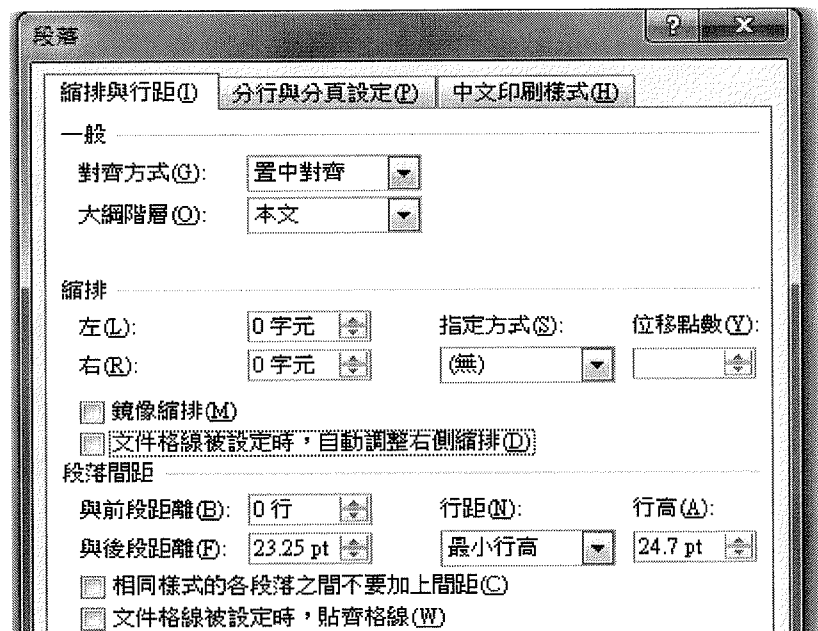 段落
縮排與行距(I) 分行與分頁設定(P) 中文印刷樣式(H)
一般
對齊方式(G): 置中對齊
大綱階層(O): 本文
縮排
左(L): 0 字元 指定方式(S): 位移點數(Y):
右(R): 0 字元 (無)
鏡像縮排(M)
文件格線被設定時，自動調整右側縮排(D)
段落間距
與前段距離(B): 0 行 行距(N): 行高(A):
與後段距離(F): 23.25 pt 最小行高 24.7 pt
相同樣式的各段落之間不要加上間距(C)
文件格線被設定時，貼齊格線(W)